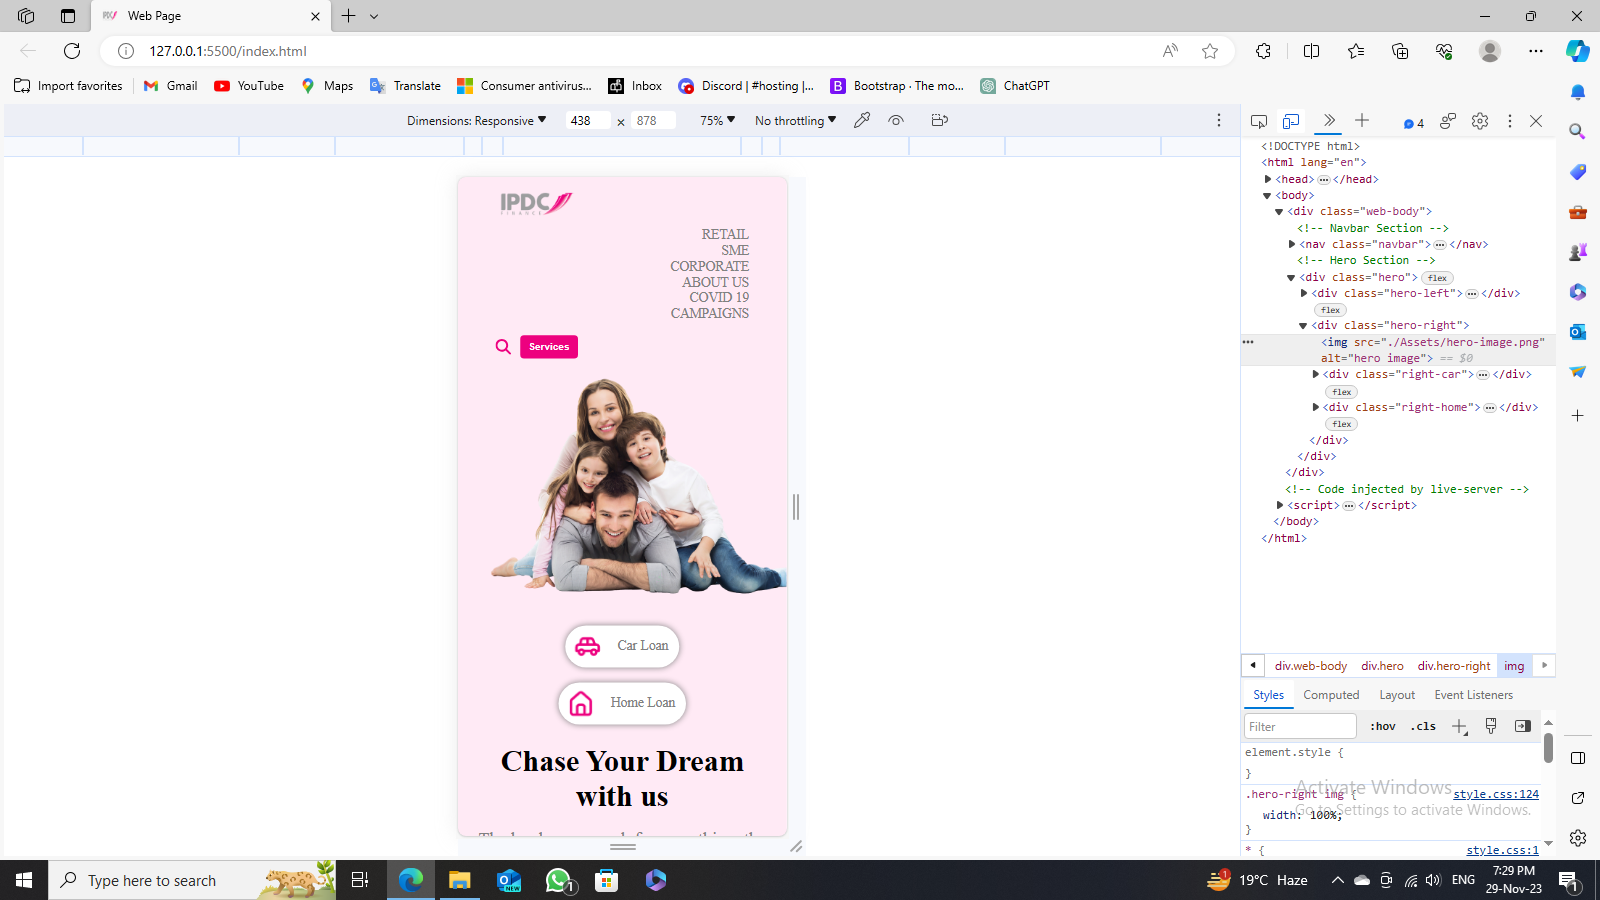 Web Page
127.0.0.1:5500/index.html
Import favorites
Gmail
YouTube
Maps
Translate
Consumer antivirus...
Inbox
Discord | #hosting |...
Bootstrap · The mo...
ChatGPT
Dimensions: Responsive
438 × 878
75%
No throttling
4
IPDC
FINANCE
RETAIL
SME
CORPORATE
ABOUT US
COVID 19
CAMPAIGNS
Services
Car Loan
Home Loan
Chase Your Dream
with us
<!DOCTYPE html>
<html lang="en">
<head> ... </head>
<body>
<div class="web-body">
<!-- Navbar Section -->
<nav class="navbar"> ... </nav>
<!-- Hero Section -->
<div class="hero"> flex
<div class="hero-left"> ... </div>
flex
<div class="hero-right">
<img src="./Assets/hero-image.png"
alt="hero image"> == $0
<div class="right-car"> ... </div>
flex
<div class="right-home"> ... </div>
flex
</div>
</div>
</div>
<!-- Code injected by live-server -->
<script> ... </script>
</body>
</html>
div.web-body div.hero div.hero-right img
Styles Computed Layout Event Listeners
Filter
:hov .cls
element.style {
}
.hero-right img { style.css:124
width: 100%;
}
* { style.css:1
Activate Windows
Go to Settings to activate Windows.
Type here to search
NEW
1
1
19°C Haze
ENG
7:29 PM
29-Nov-23
1